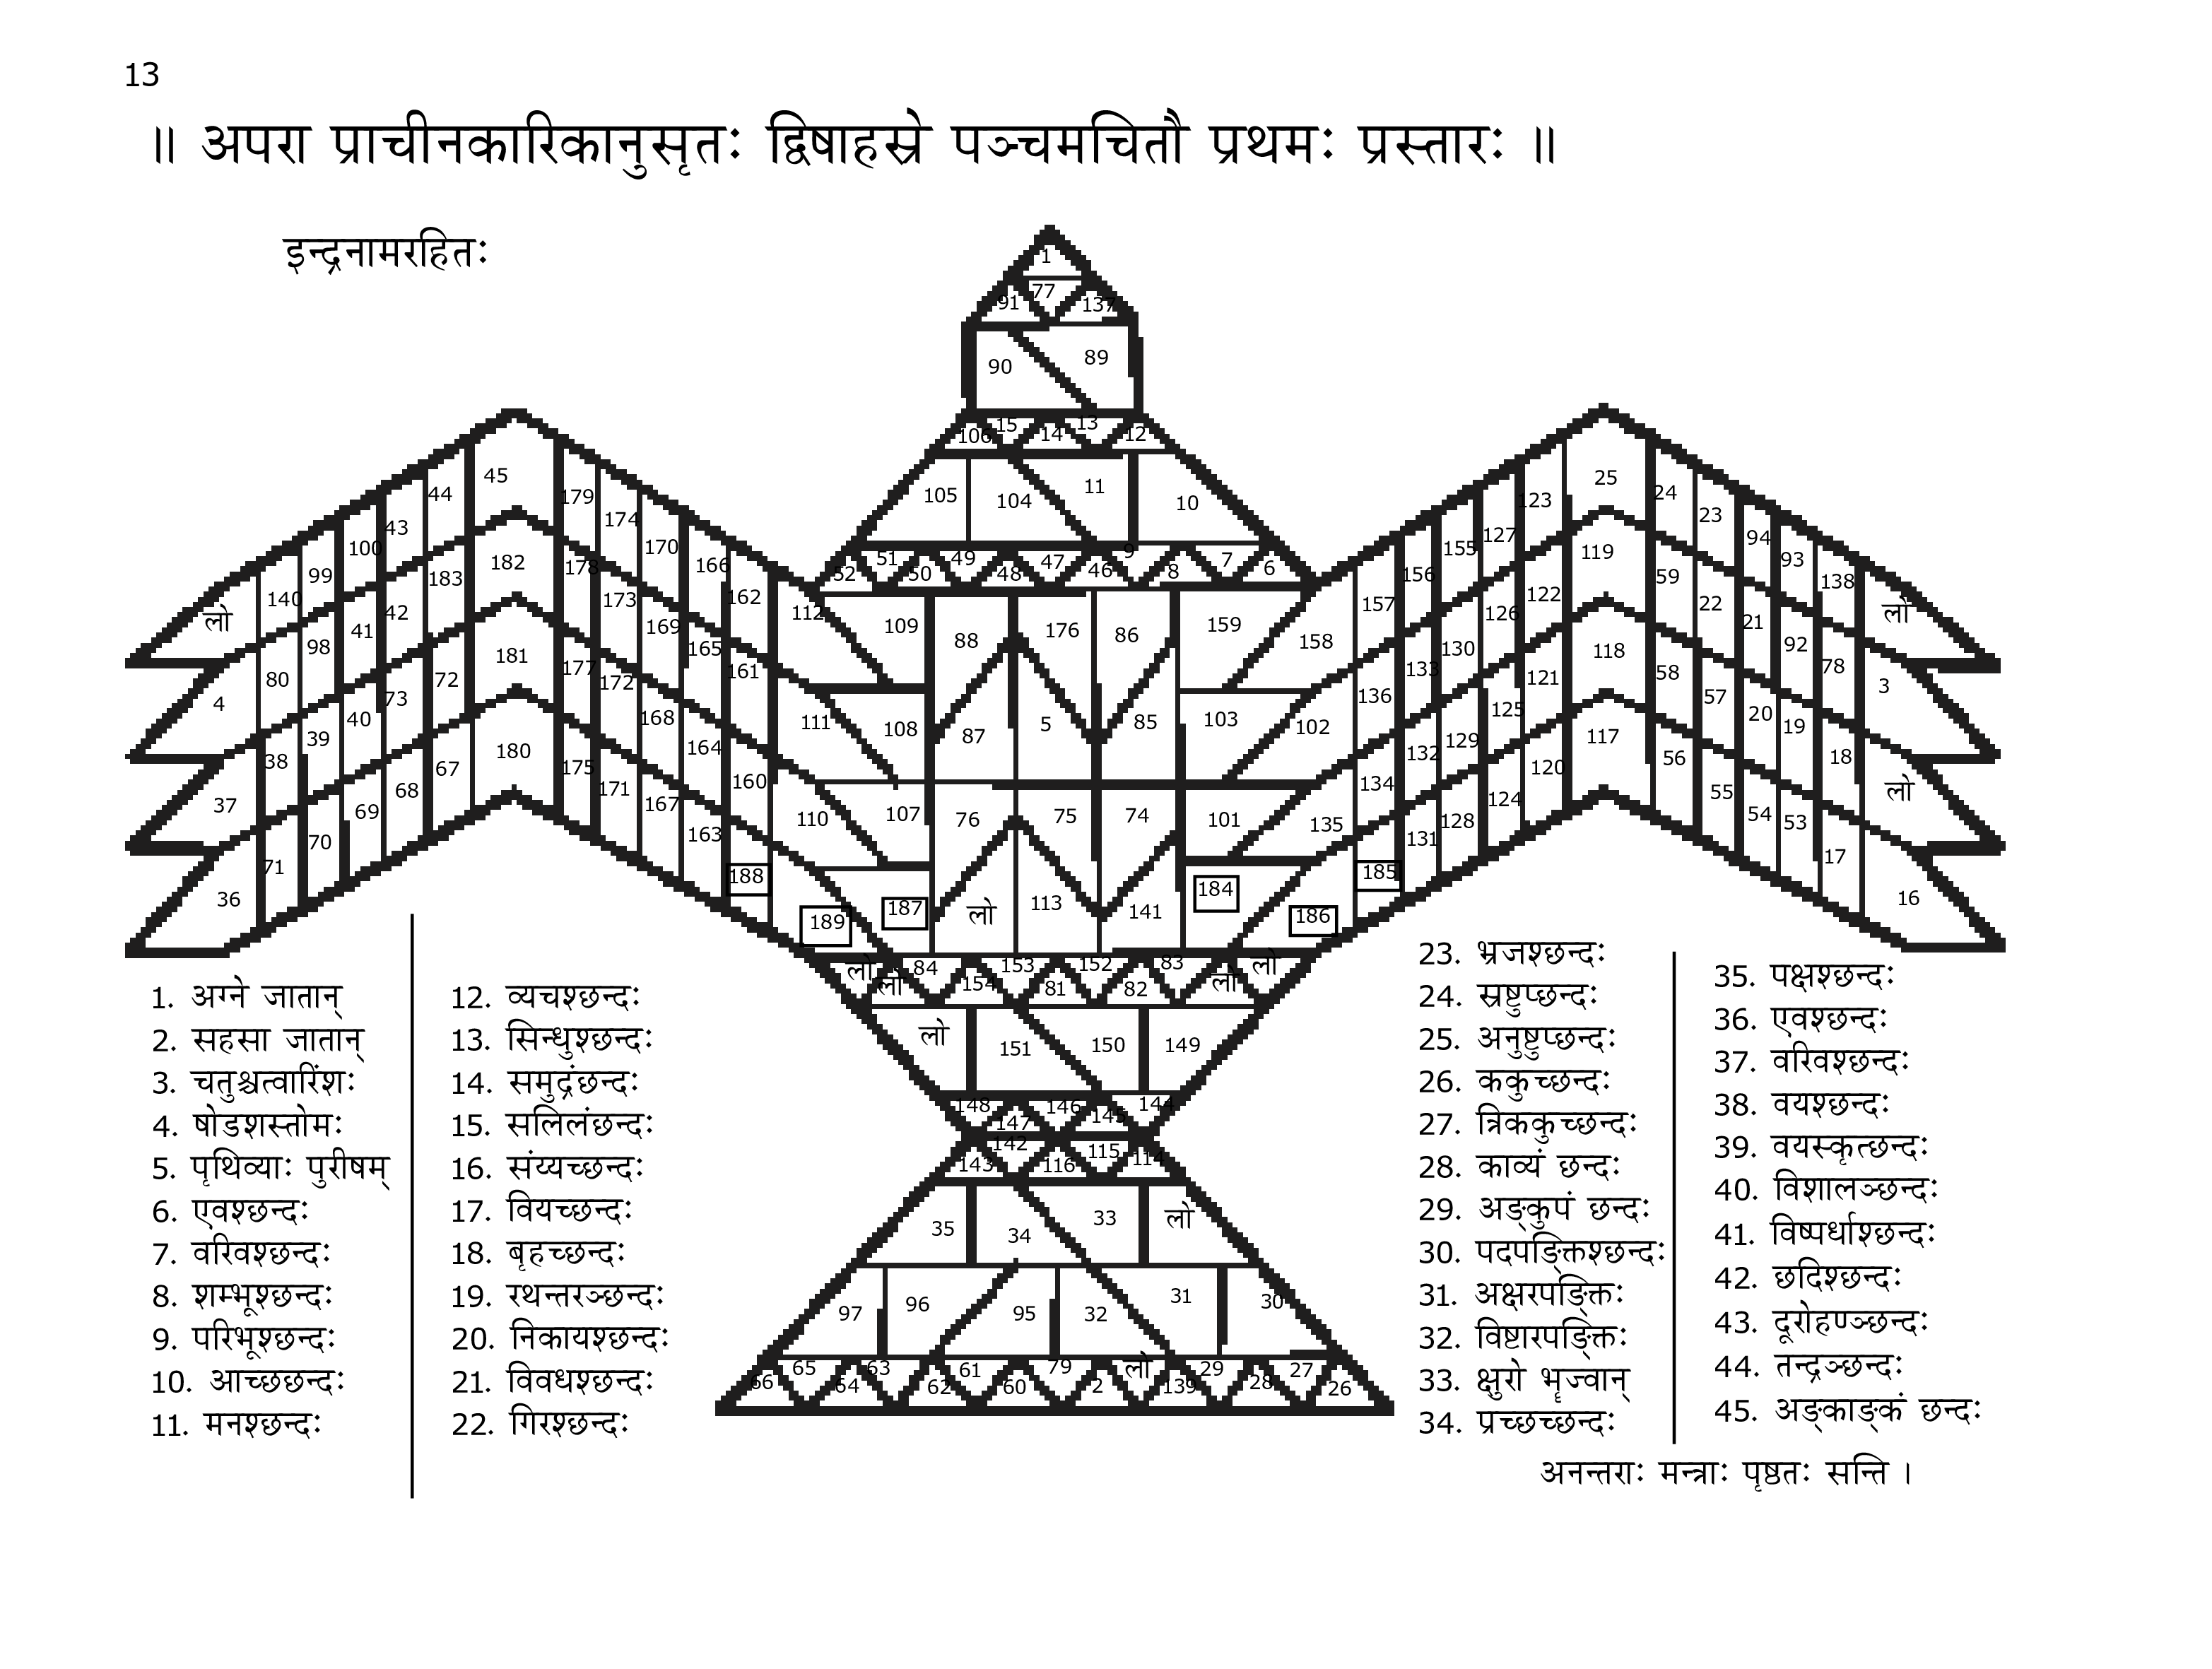 13
॥ अपरा प्राचीनकारिकानुसृतः द्विषाहस्रे पञ्चमचितौ प्रथमः प्रस्तारः ॥
इन्द्रनामरहितः
1
91 77 137
90 89
106 15 14 13 12
105 104 11 10
52 51 50 49 48 47 46 9 8 7 6
45 44 43 100 99 140 लो
179 174 170 166 162 112 109
182 183 42 41 98 80 4
178 173 169 165 161 111 108
181 72 73 40 39 38 37
177 172 168 164 160 110 107
180 67 68 69 70 71 36
175 171 167 163 188 189 187
88 176 86 159 158
87 5 85 103 102
76 75 74 101 135
लो 113 141 184 186 185
25 123 127 155 156 157
24 23 94 93 138 लो
119 122 126 130 133 136
59 22 21 92 78 3
118 121 125 129 132 134
58 57 20 19 18 लो
117 120 124 128 131
56 55 54 53 17 16
लो लो 84 154 153 81 152 82 83 लो लो
लो 151 150 149
148 147 146 145 144
143 142 116 115 114
35 34 33 लो
97 96 95 32 31 30
66 65 64 63 62 61 60 79 2 लो 139 29 28 27 26
1. अग्ने जातान्
2. सहसा जातान्
3. चतुश्चत्वारिंशः
4. षोडशस्तोमः
5. पृथिव्याः पुरीषम्
6. एवश्छन्दः
7. वरिवश्छन्दः
8. शम्भूश्छन्दः
9. परिभूश्छन्दः
10. आच्छछन्दः
11. मनश्छन्दः
12. व्यचश्छन्दः
13. सिन्धुश्छन्दः
14. समुद्रंछन्दः
15. सलिलंछन्दः
16. संय्यच्छन्दः
17. वियच्छन्दः
18. बृहच्छन्दः
19. रथन्तरञ्छन्दः
20. निकायश्छन्दः
21. विवधश्छन्दः
22. गिरश्छन्दः
23. भ्रजश्छन्दः
24. स्रष्टुप्छन्दः
25. अनुष्टुप्छन्दः
26. ककुच्छन्दः
27. त्रिककुच्छन्दः
28. काव्यं छन्दः
29. अङ्कुपं छन्दः
30. पदपङ्क्तिश्छन्दः
31. अक्षरपङ्क्तिः
32. विष्टारपङ्क्तिः
33. क्षुरो भृज्वान्
34. प्रच्छच्छन्दः
35. पक्षश्छन्दः
36. एवश्छन्दः
37. वरिवश्छन्दः
38. वयश्छन्दः
39. वयस्कृत्छन्दः
40. विशालञ्छन्दः
41. विष्पर्धाश्छन्दः
42. छदिश्छन्दः
43. दूरोहण्ञ्छन्दः
44. तन्द्रञ्छन्दः
45. अङ्काङ्कं छन्दः
अनन्तराः मन्त्राः पृष्ठतः सन्ति ।